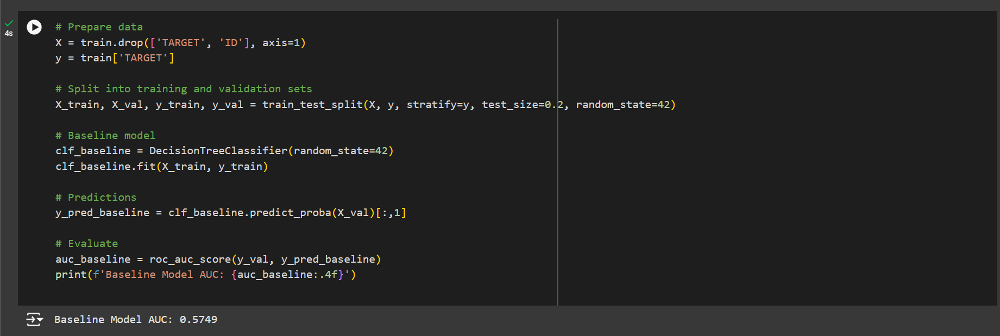 4s
# Prepare data
X = train.drop(['TARGET', 'ID'], axis=1)
y = train['TARGET']
# Split into training and validation sets
X_train, X_val, y_train, y_val = train_test_split(X, y, stratify=y, test_size=0.2, random_state=42)
# Baseline model
clf_baseline = DecisionTreeClassifier(random_state=42)
clf_baseline.fit(X_train, y_train)
# Predictions
y_pred_baseline = clf_baseline.predict_proba(X_val)[:,1]
# Evaluate
auc_baseline = roc_auc_score(y_val, y_pred_baseline)
print(f'Baseline Model AUC: {auc_baseline:.4f}')
Baseline Model AUC: 0.5749